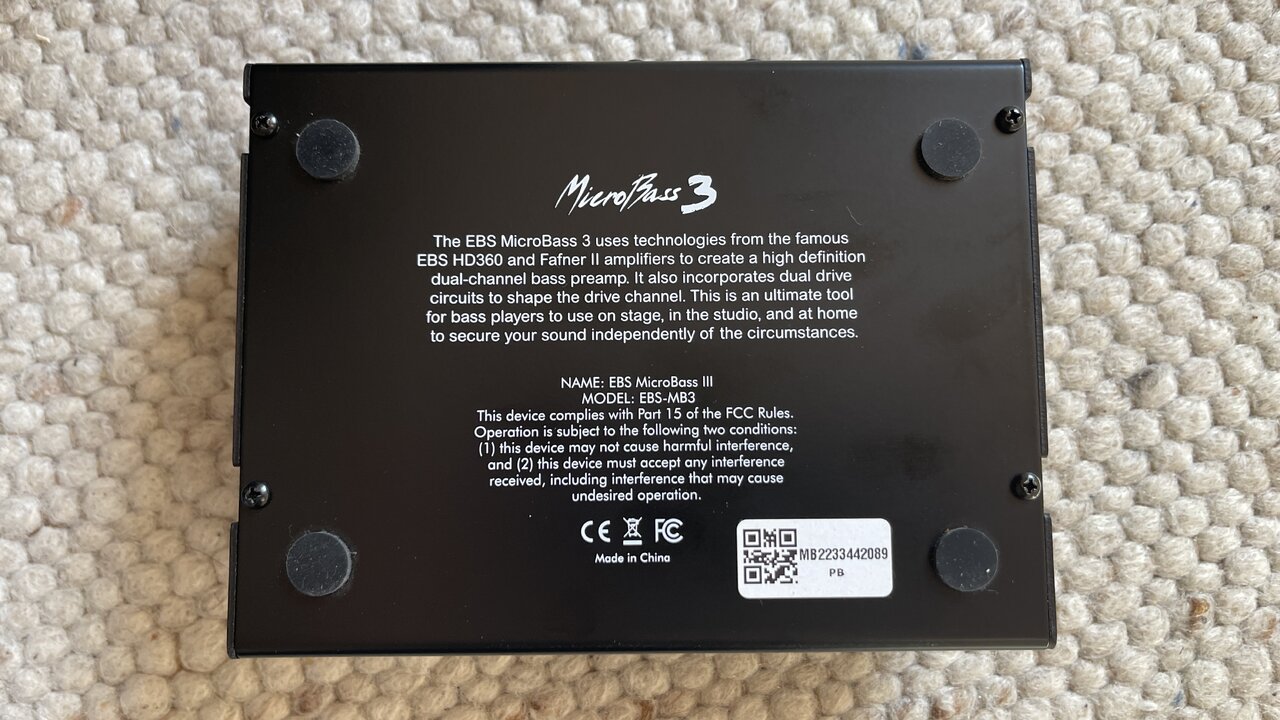 MicroBass 3
The EBS MicroBass 3 uses technologies from the famous
EBS HD360 and Fafner II amplifiers to create a high definition
dual-channel bass preamp. It also incorporates dual drive
circuits to shape the drive channel. This is an ultimate tool
for bass players to use on stage, in the studio, and at home
to secure your sound independently of the circumstances.
NAME: EBS MicroBass III
MODEL: EBS-MB3
This device complies with Part 15 of the FCC Rules.
Operation is subject to the following two conditions:
(1) this device may not cause harmful interference,
and (2) this device must accept any interference
received, including interference that may cause
undesired operation.
CE FC
Made in China
MB2233442089
PB